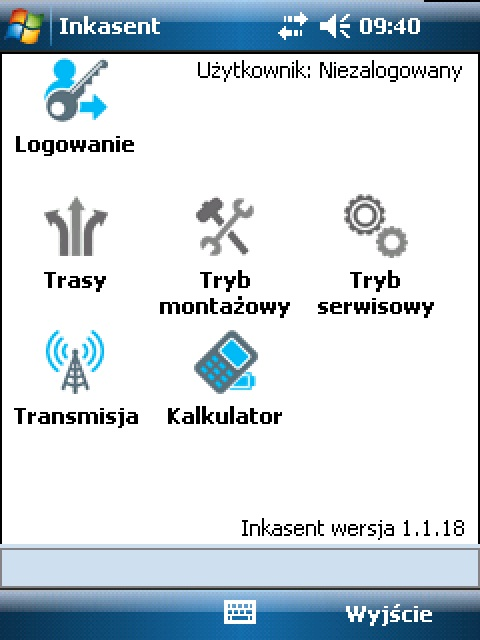 Inkasent 09:40
Użytkownik: Niezalogowany
Logowanie
Trasy
Tryb montażowy
Tryb serwisowy
Transmisja
Kalkulator
Inkasent wersja 1.1.18
Wyjście